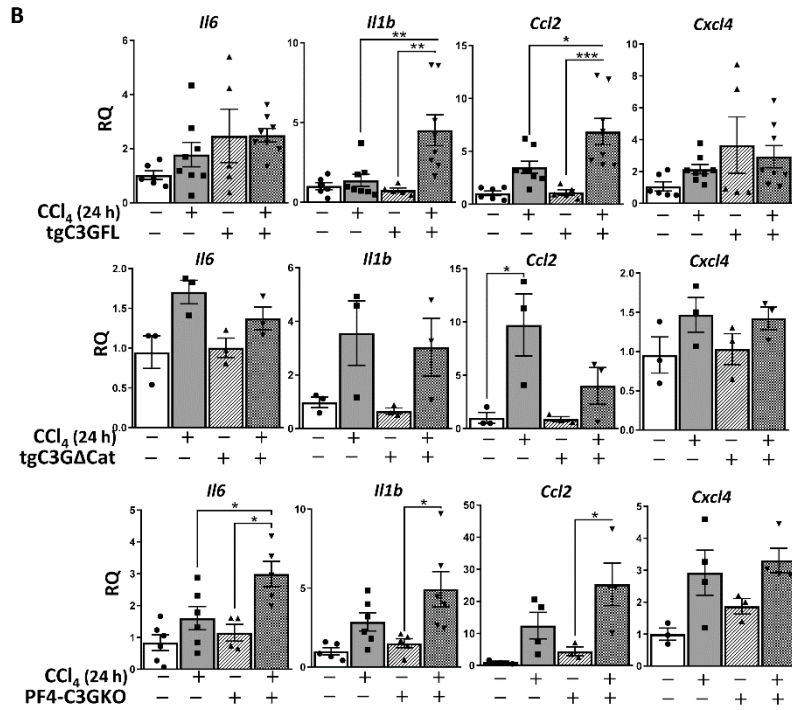 B
Il6 Il1b Ccl2 Cxcl4
** * 
** ***
RQ
6 4 2 0
10 5 0
15 10 5 0
10 8 6 4 2 0
CCl4 (24 h) − + − + − + − + − + − + − + − +
tgC3GFL − − + + − − + + − − + + − − + +
Il6 Il1b Ccl2 Cxcl4
*
RQ
2.0 1.5 1.0 0.5 0.0
6 4 2 0
15 10 5 0
2.0 1.5 1.0 0.5 0.0
CCl4 (24 h) − + − + − + − + − + − + − + − +
tgC3GΔCat − − + + − − + + − − + + − − + +
Il6 Il1b Ccl2 Cxcl4
* * *
*
RQ
5 4 3 2 1 0
10 5 0
50 40 30 20 10 0
5 4 3 2 1 0
CCl4 (24 h) − + − + − + − + − + − + − + − +
PF4-C3GKO − − + + − − + + − − + + − − + +